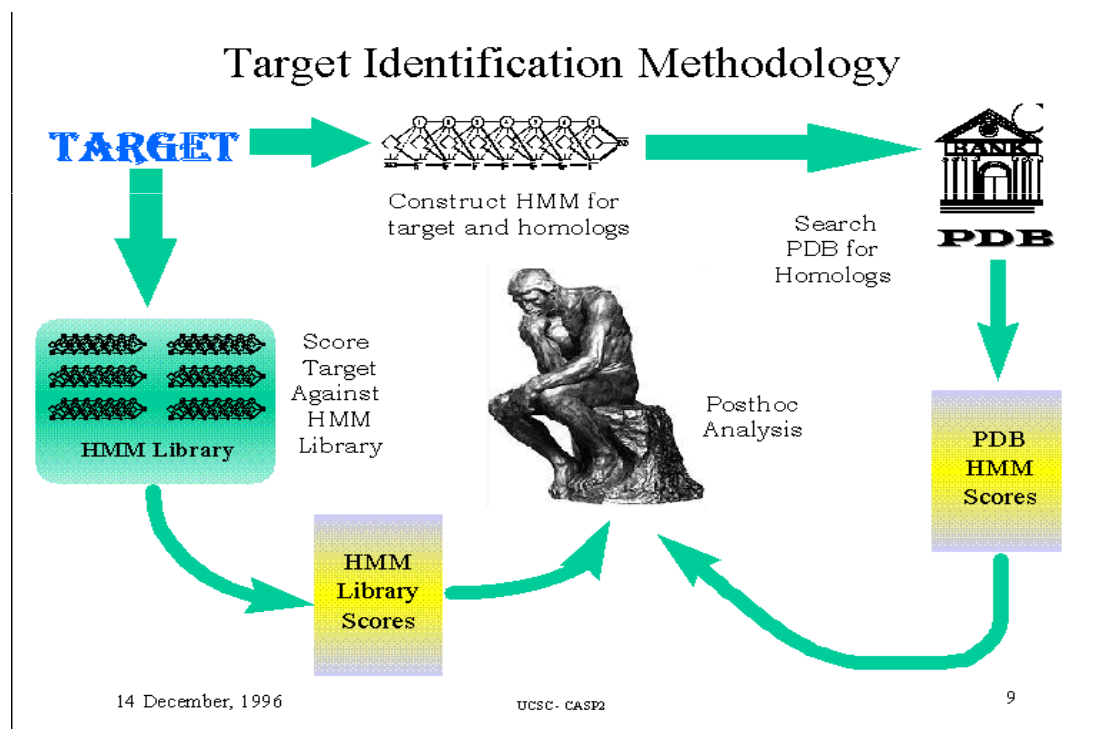 Target Identification Methodology
TARGET
Construct HMM for
target and homologs
BANK
PDB
Search
PDB for
Homologs
HMM Library
Score
Target
Against
HMM
Library
Posthoc
Analysis
PDB
HMM
Scores
HMM
Library
Scores
14 December, 1996
UCSC- CASP2
9